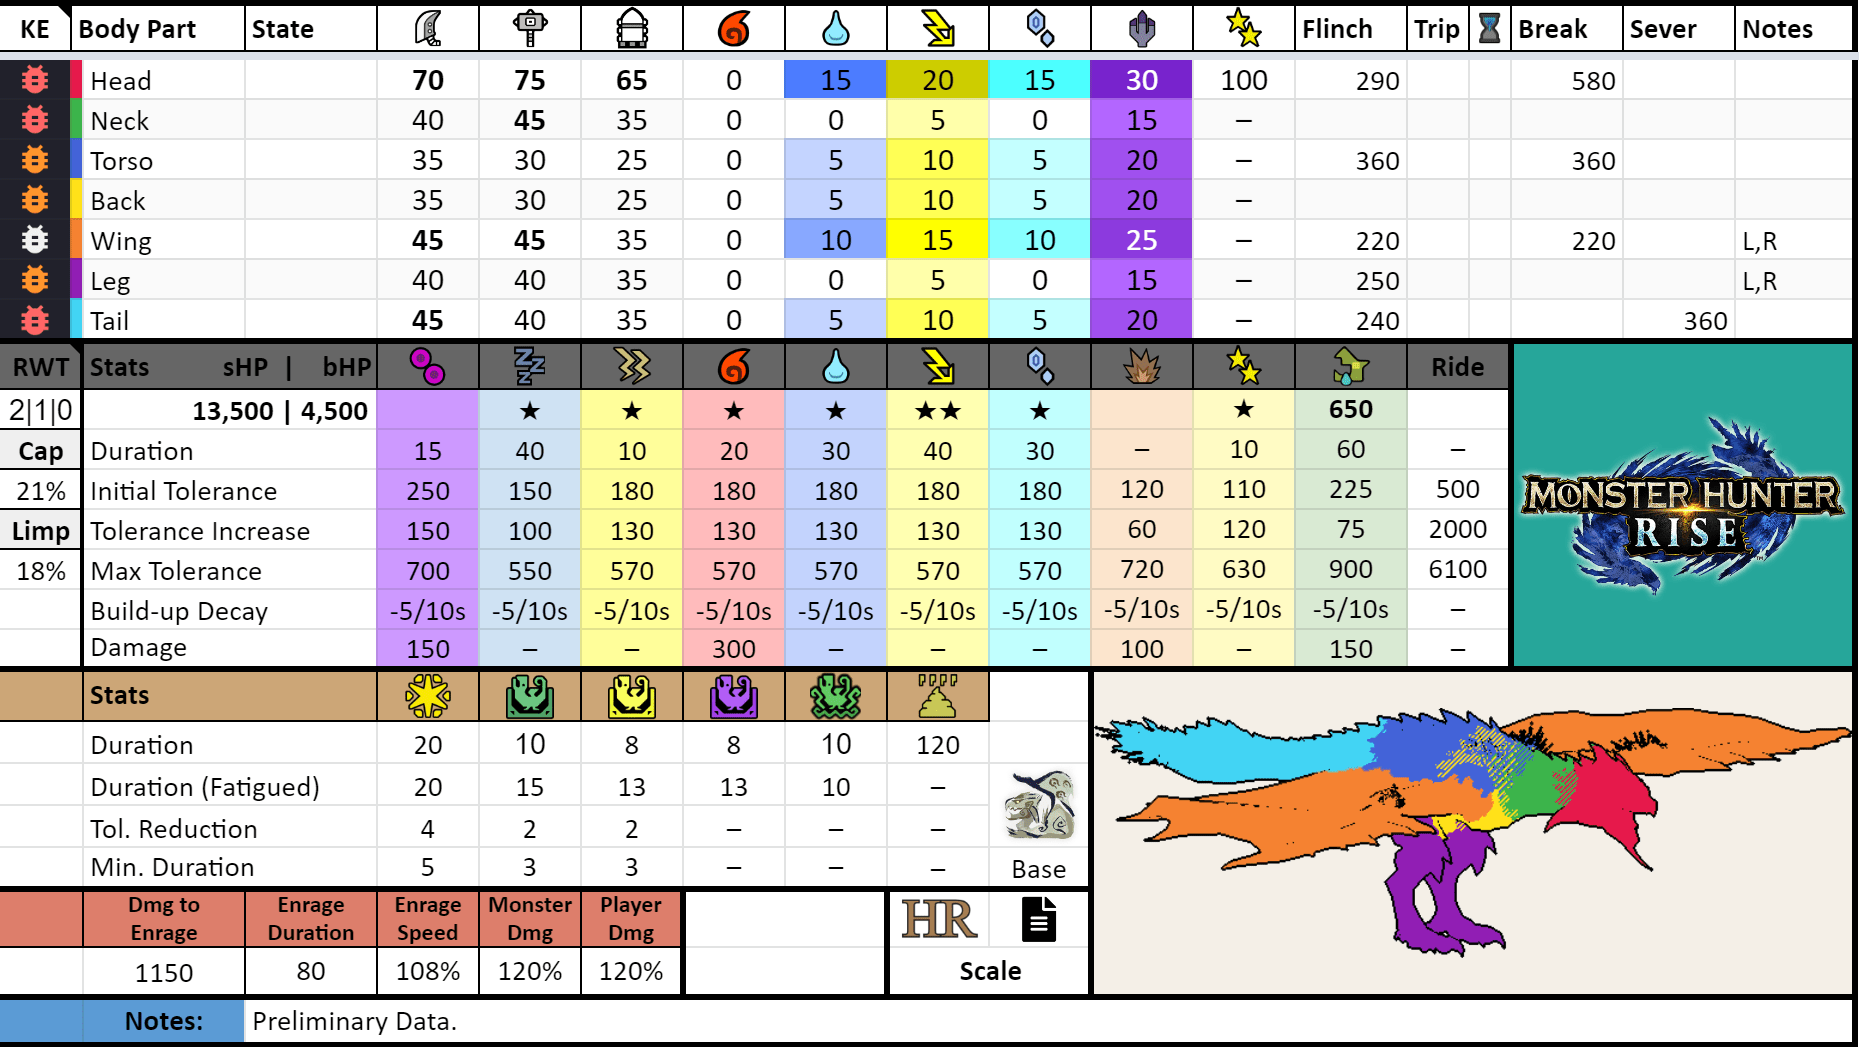 KE Body Part State Flinch Trip Break Sever Notes
Head 70 75 65 0 15 20 15 30 100 290 580
Neck 40 45 35 0 0 5 0 15 –
Torso 35 30 25 0 5 10 5 20 – 360 360
Back 35 30 25 0 5 10 5 20 –
Wing 45 45 35 0 10 15 10 25 – 220 220 L,R
Leg 40 40 35 0 0 5 0 15 – 250 L,R
Tail 45 40 35 0 5 10 5 20 – 240 360
RWT Stats sHP | bHP Ride
2|1|0 13,500 | 4,500 ★ ★ ★ ★ ★★ ★ ★ 650
Cap Duration 15 40 10 20 30 40 30 – 10 60 –
21% Initial Tolerance 250 150 180 180 180 180 180 120 110 225 500
Limp Tolerance Increase 150 100 130 130 130 130 130 60 120 75 2000
18% Max Tolerance 700 550 570 570 570 570 570 720 630 900 6100
Build-up Decay -5/10s -5/10s -5/10s -5/10s -5/10s -5/10s -5/10s -5/10s -5/10s -5/10s –
Damage 150 – – 300 – – – 100 – 150 –
MONSTER HUNTER
RISE
TM
Stats
Duration 20 10 8 8 10 120
Duration (Fatigued) 20 15 13 13 10 –
Tol. Reduction 4 2 2 – – –
Min. Duration 5 3 3 – – – Base
Dmg to Enrage Enrage Monster Player
Enrage Duration Speed Dmg Dmg
HR
1150 80 108% 120% 120% Scale
Notes: Preliminary Data.